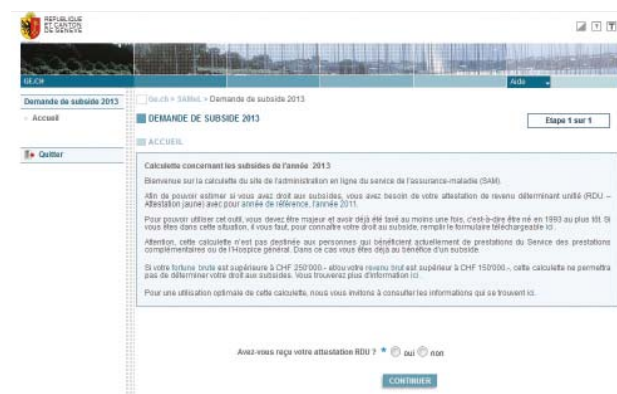 REPUBLIQUE
ET CANTON
DE GENEVE
GE.CH
Aide
Demande de subside 2013
Accueil
Quitter
Ge.ch > SAMeL > Demande de subside 2013
DEMANDE DE SUBSIDE 2013
Etape 1 sur 1
ACCUEIL
Calculette concernant les subsides de l'année 2013
Bienvenue sur la calculette du site de l'administration en ligne du service de l'assurance-maladie (SAM).
Afin de pouvoir estimer si vous avez droit aux subsides, vous avez besoin de votre attestation de revenu déterminant unifié (RDU –
Attestation jaune) avec pour année de référence, l'année 2011.
Pour pouvoir utiliser cet outil, vous devez être majeur et avoir déjà été taxé au moins une fois, c'est-à-dire être né en 1993 au plus tôt. Si
vous êtes dans cette situation, il vous faut, pour connaître votre droit au subside, remplir le formulaire téléchargeable ici.
Attention, cette calculette n'est pas destinée aux personnes qui bénéficient actuellement de prestations du Service des prestations
complémentaires ou de l'Hospice général. Dans ce cas vous êtes déjà au bénéfice d'un subside.
Si votre fortune brute est supérieure à CHF 250'000.- et/ou votre revenu brut est supérieur à CHF 150'000.-, cette calculette ne permettra
pas de déterminer votre droit aux subsides. Vous trouverez plus d'information ici.
Pour une utilisation optimale de cette calculette, nous vous invitons à consulter les informations qui se trouvent ici.
Avez-vous reçu votre attestation RDU ? * oui non
CONTINUER